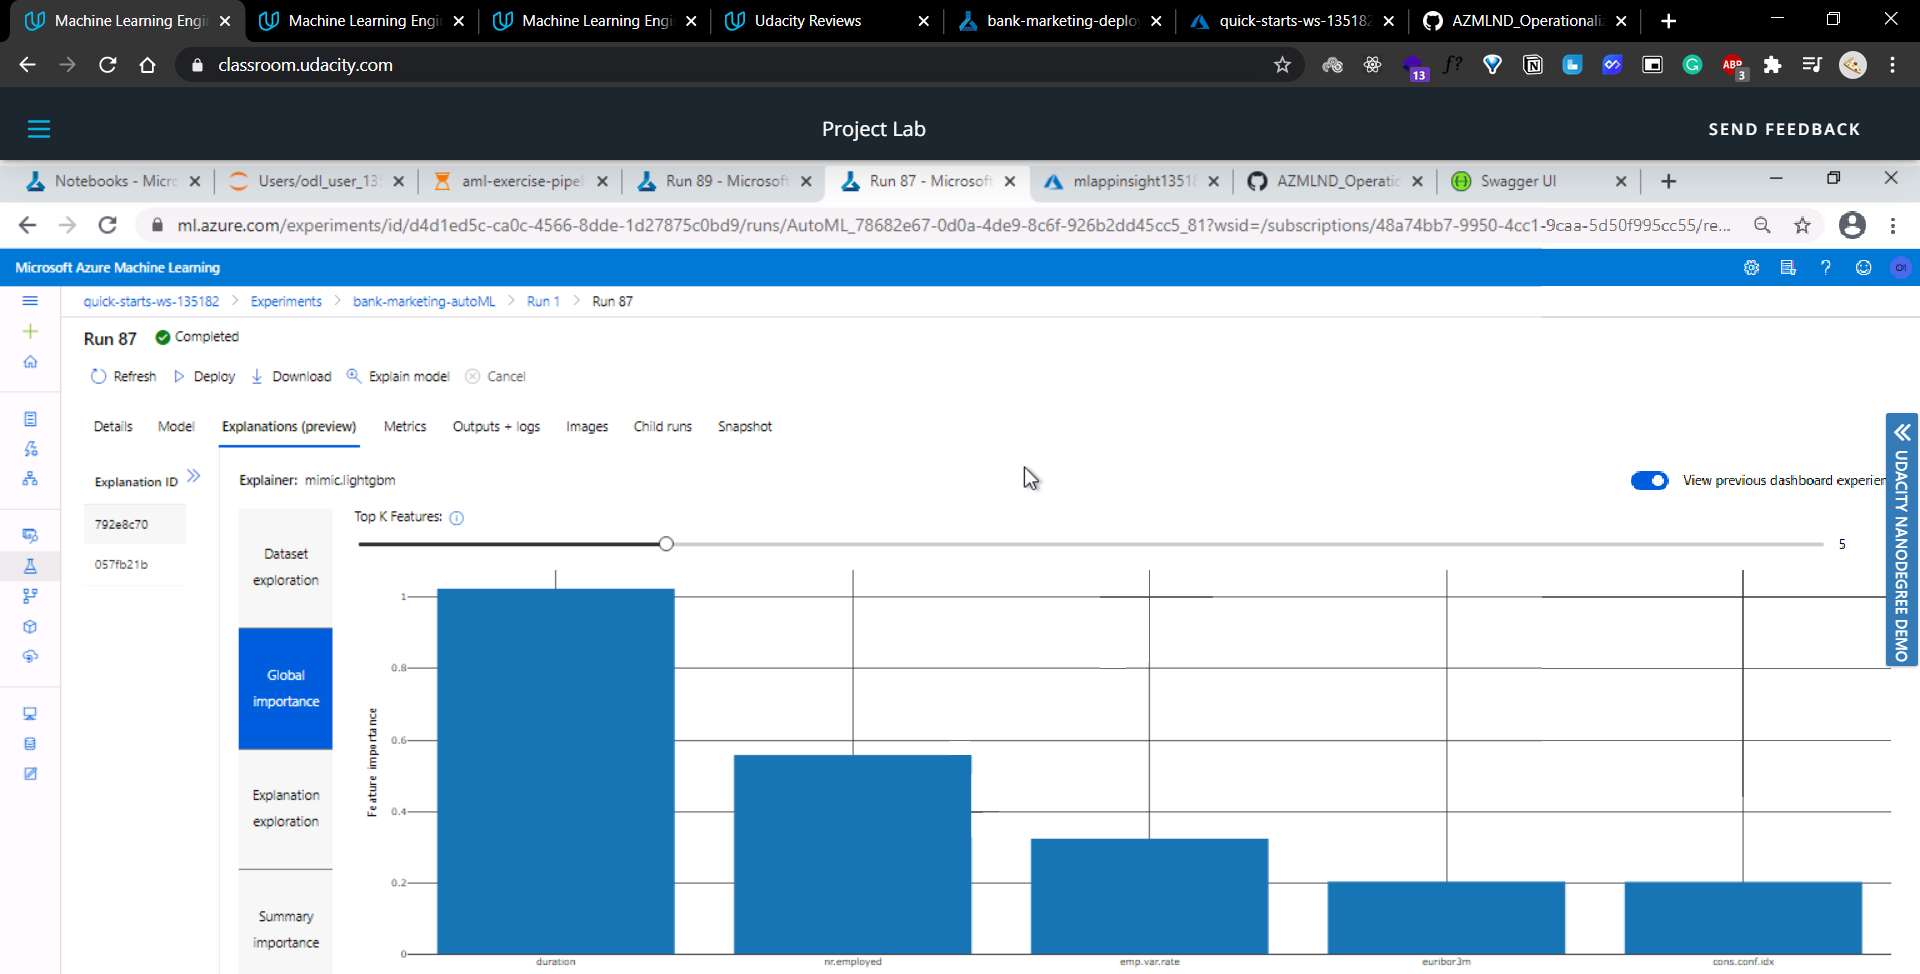 Machine Learning Engi
Machine Learning Engi
Machine Learning Engi
Udacity Reviews
bank-marketing-deplo
quick-starts-ws-135182
AZMLND_Operationali
classroom.udacity.com
13
f?
ABP
3
Project Lab
SEND FEEDBACK
Notebooks - Micr
Users/odl_user_13
aml-exercise-pipel
Run 89 - Microsoft
Run 87 - Microsoft
mlappinsight1351
AZMLND_Operatic
Swagger UI
ml.azure.com/experiments/id/d4d1ed5c-ca0c-4566-8dde-1d27875c0bd9/runs/AutoML_78682e67-0d0a-4de9-8c6f-926b2dd45cc5_81?wsid=/subscriptions/48a74bb7-9950-4cc1-9caa-5d50f995cc55/re...
Microsoft Azure Machine Learning
quick-starts-ws-135182 > Experiments > bank-marketing-autoML > Run 1 > Run 87
Run 87 Completed
Refresh Deploy Download Explain model Cancel
Details Model Explanations (preview) Metrics Outputs + logs Images Child runs Snapshot
Explanation ID
792e8c70
057fb21b
Explainer: mimic.lightgbm
View previous dashboard experien
UDACITY NANODEGREE DEMO
Top K Features:
5
Dataset
exploration
Global
importance
Explanation
exploration
Summary
importance
Feature importance
1
0.8
0.6
0.4
0.2
0
duration
nr.employed
emp.var.rate
euribor3m
cons.conf.idx